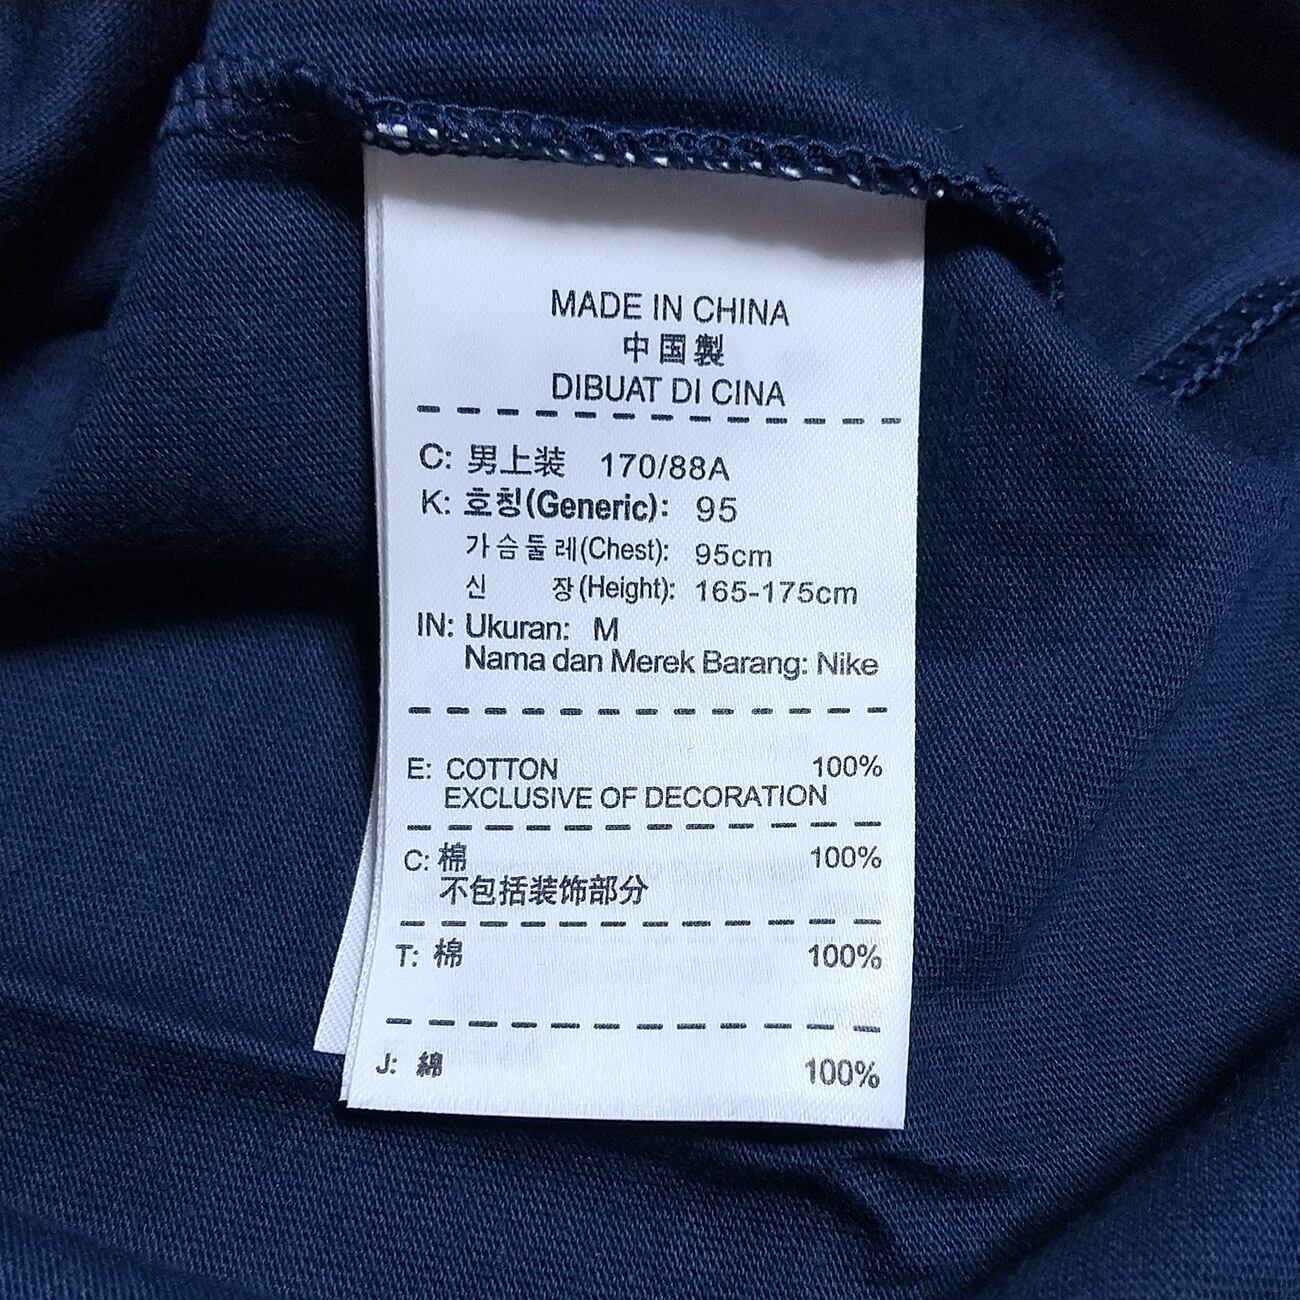 MADE IN CHINA
中国製
DIBUAT DI CINA
C: 男上装 170/88A
K: 호칭(Generic): 95
가슴둘레(Chest): 95cm
신 장(Height): 165-175cm
IN: Ukuran: M
Nama dan Merek Barang: Nike
E: COTTON 100%
EXCLUSIVE OF DECORATION
C: 棉 100%
不包括装饰部分
T: 棉 100%
J: 綿 100%